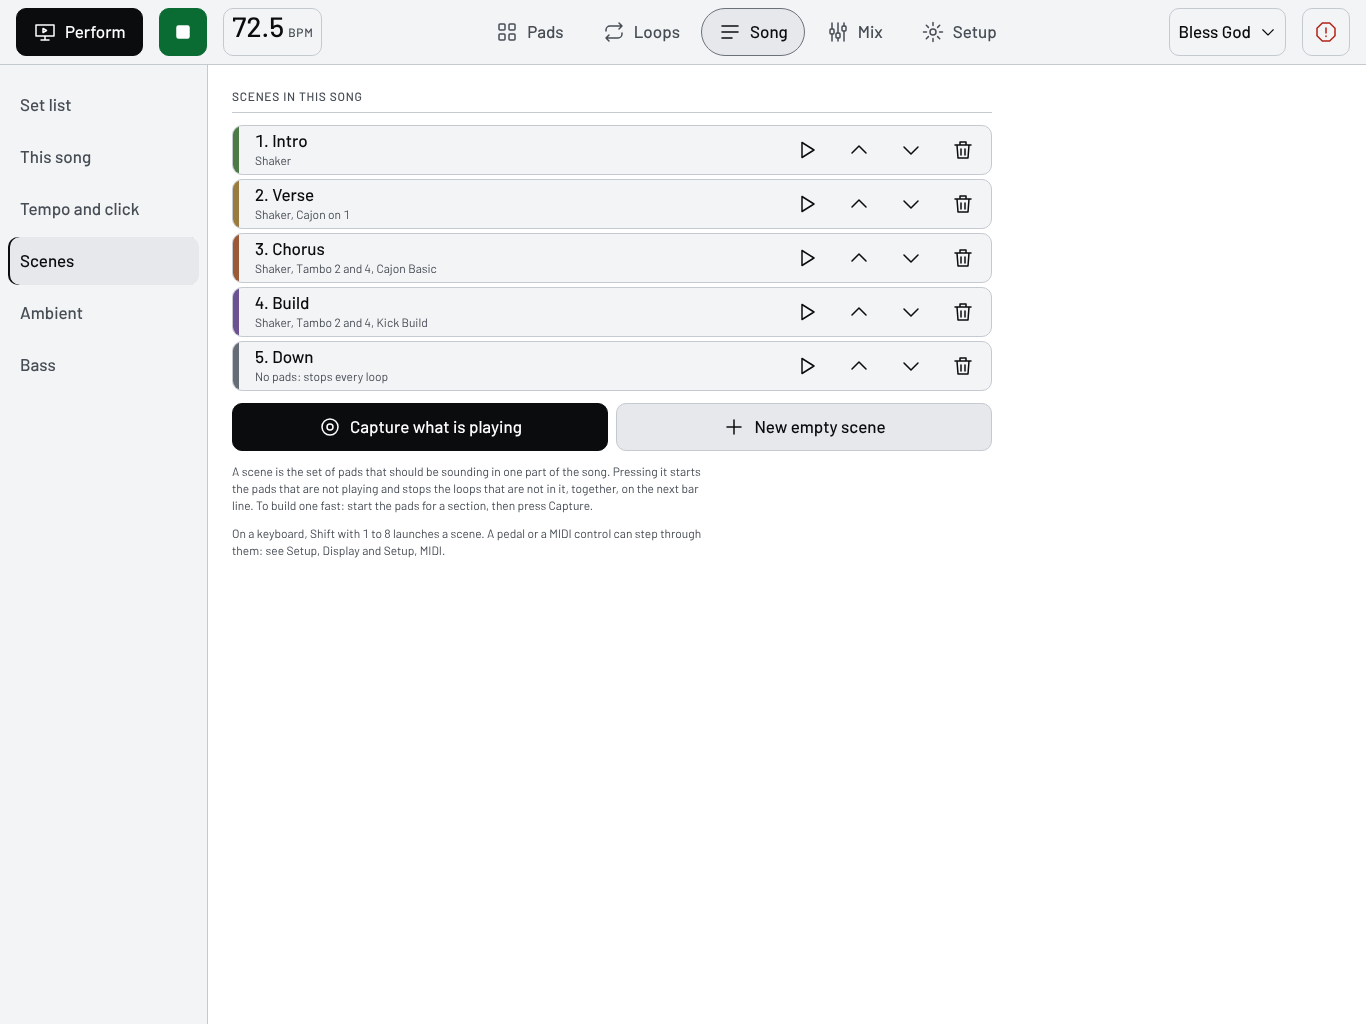 Perform
72.5 BPM
Pads
Loops
Song
Mix
Setup
Bless God
Set list
This song
Tempo and click
Scenes
Ambient
Bass
SCENES IN THIS SONG
1. Intro
Shaker
2. Verse
Shaker, Cajon on 1
3. Chorus
Shaker, Tambo 2 and 4, Cajon Basic
4. Build
Shaker, Tambo 2 and 4, Kick Build
5. Down
No pads: stops every loop
Capture what is playing
New empty scene
A scene is the set of pads that should be sounding in one part of the song. Pressing it starts
the pads that are not playing and stops the loops that are not in it, together, on the next bar
line. To build one fast: start the pads for a section, then press Capture.
On a keyboard, Shift with 1 to 8 launches a scene. A pedal or a MIDI control can step through
them: see Setup, Display and Setup, MIDI.